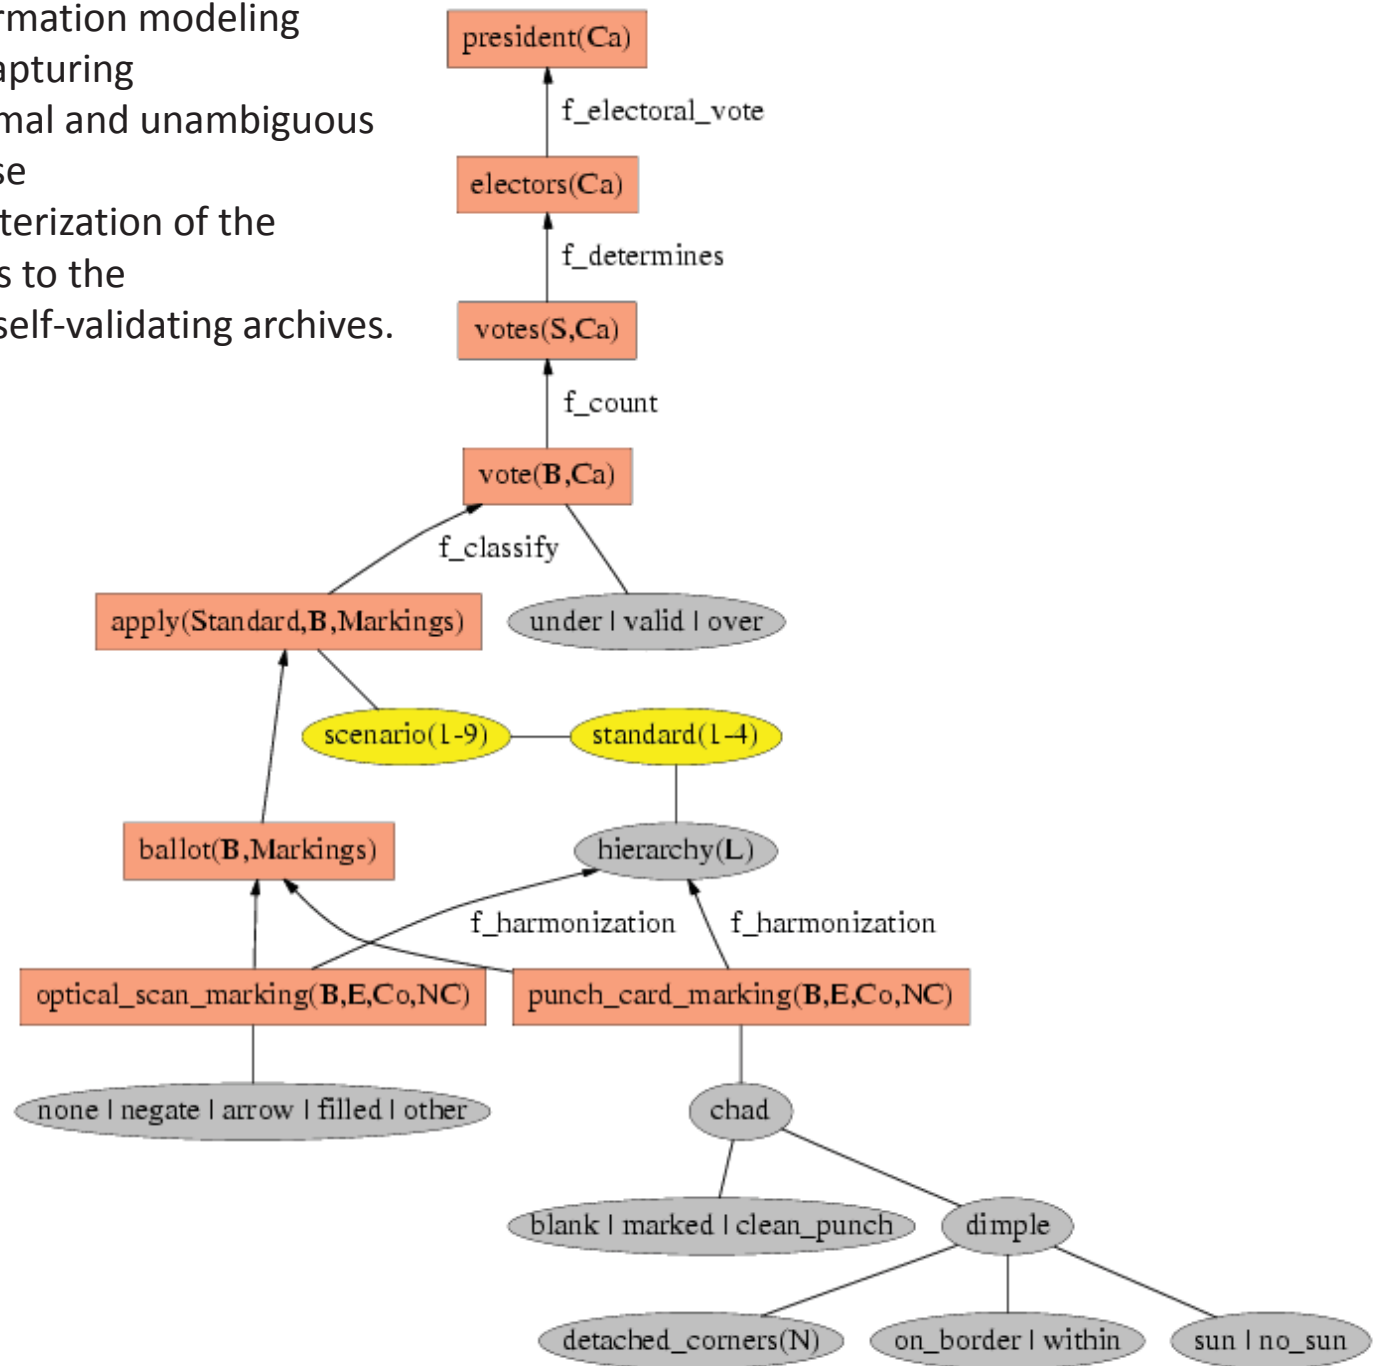 rmation modeling
apturing
mal and unambiguous
se
terization of the
s to the
self-validating archives.
president(Ca)
f_electoral_vote
electors(Ca)
f_determines
votes(S,Ca)
f_count
vote(B,Ca)
f_classify
apply(Standard,B,Markings)
under | valid | over
scenario(1-9)
standard(1-4)
ballot(B,Markings)
hierarchy(L)
f_harmonization
f_harmonization
optical_scan_marking(B,E,Co,NC)
punch_card_marking(B,E,Co,NC)
none | negate | arrow | filled | other
chad
blank | marked | clean_punch
dimple
detached_corners(N)
on_border | within
sun | no_sun